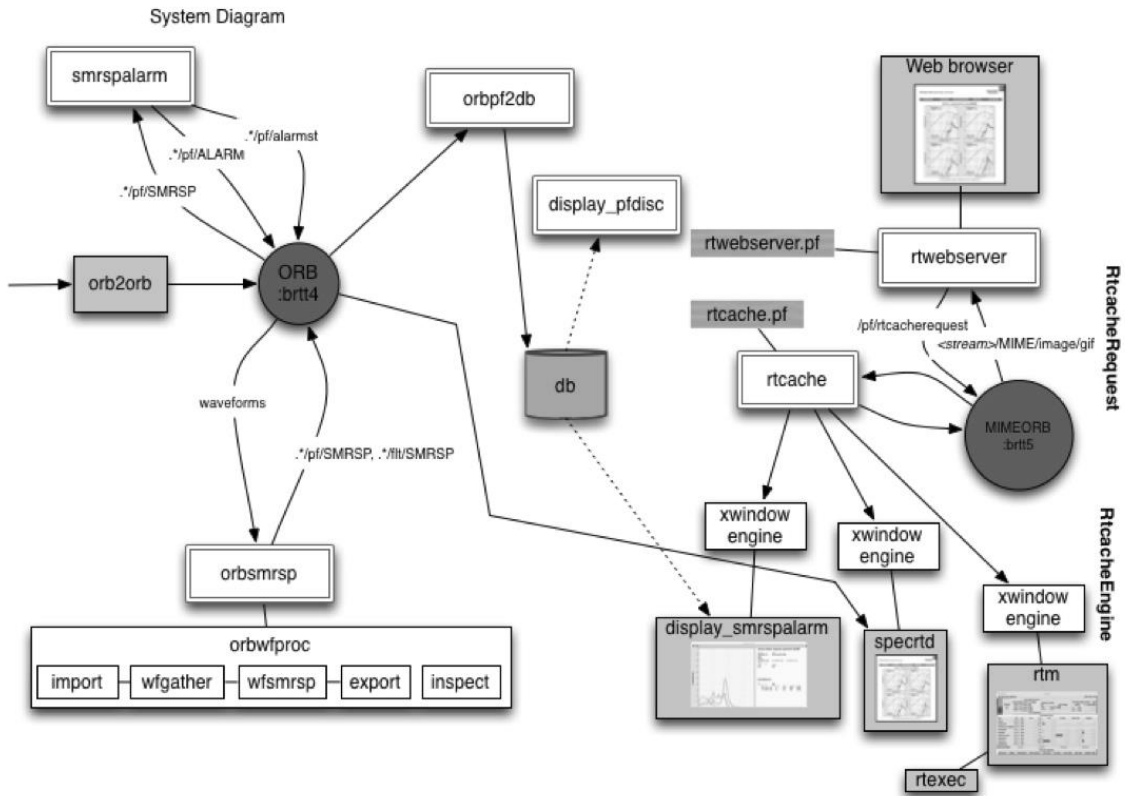 System Diagram
smrspalarm
orbpf2db
Web browser
.*/pf/alarmst
.*/pf/ALARM
.*/pf/SMRSP
display_pfdisc
rtwebserver.pf
rtwebserver
orb2orb
ORB
:brtt4
rtcache.pf
/pf/rtcacherequest
<stream>/MIME/image/gif
RtcacheRequest
db
rtcache
waveforms
MIMEORB
:brtt5
.*/pf/SMRSP, .*/flt/SMRSP
xwindow
engine
xwindow
engine
RtcacheEngine
orbsmrsp
xwindow
engine
orbwfproc
display_smrspalarm
specrtd
import
wfgather
wfsmrsp
export
inspect
rtm
rtexec